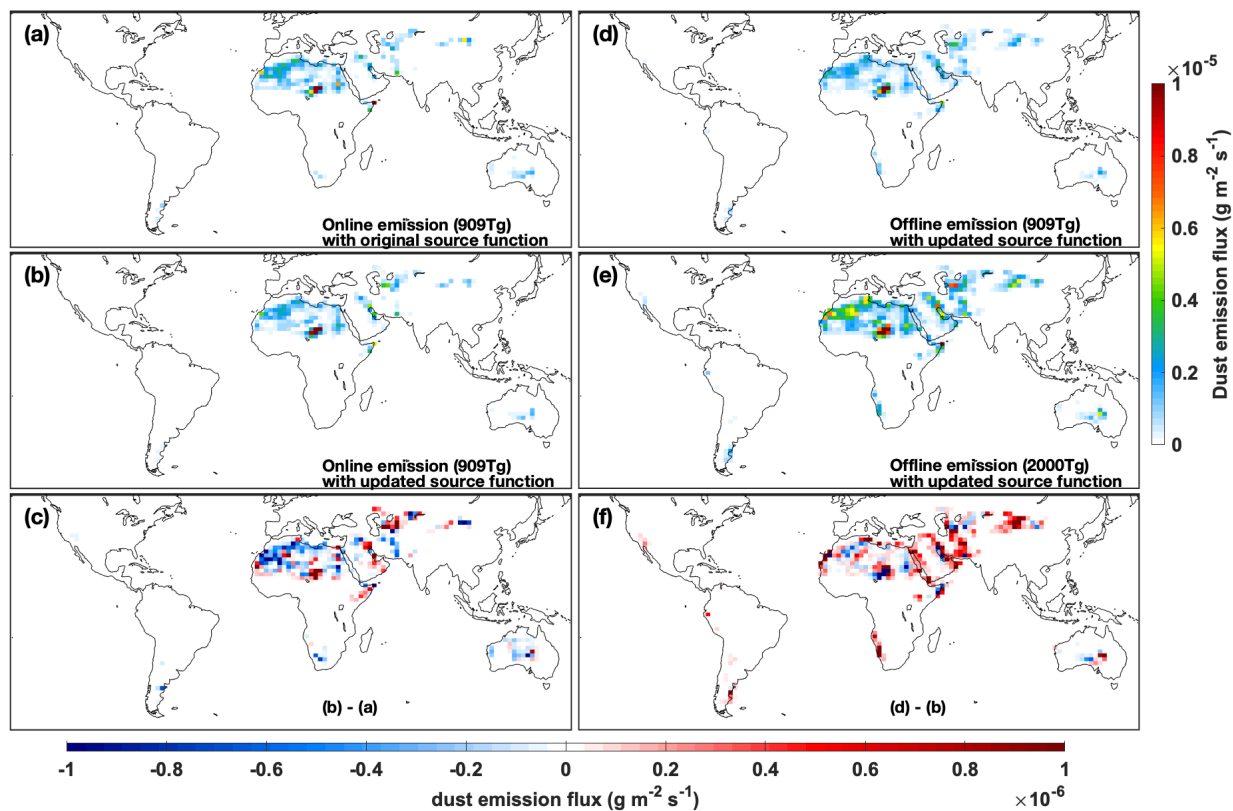 (a)
Online emission (909Tg)
with original source function
(d)
Offline emission (909Tg)
with updated source function
(b)
Online emission (909Tg)
with updated source function
(e)
Offline emission (2000Tg)
with updated source function
(c)
(b) - (a)
(f)
(d) - (b)
×10⁻⁵
1
0.8
0.6
0.4
0.2
0
Dust emission flux (g m⁻² s⁻¹)
-1 -0.8 -0.6 -0.4 -0.2 0 0.2 0.4 0.6 0.8 1
dust emission flux (g m⁻² s⁻¹)
×10⁻⁶